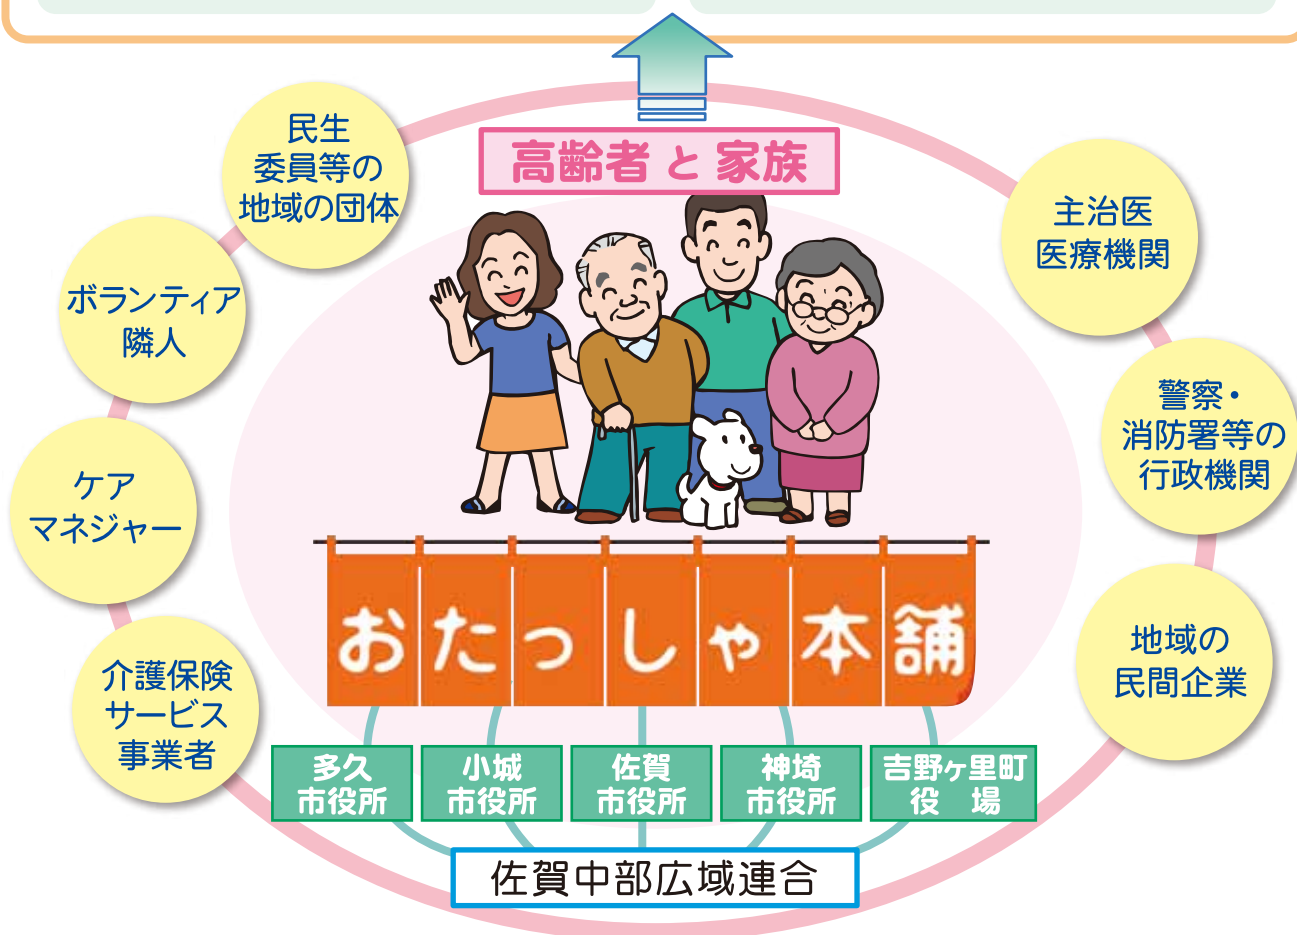 高齢者 と 家族
民生
委員等の
地域の団体
ボランティア
隣人
ケア
マネジャー
介護保険
サービス
事業者
主治医
医療機関
警察・
消防署等の
行政機関
地域の
民間企業
おたっしゃ本舗
多久
市役所
小城
市役所
佐賀
市役所
神埼
市役所
吉野ヶ里町
役　場
佐賀中部広域連合